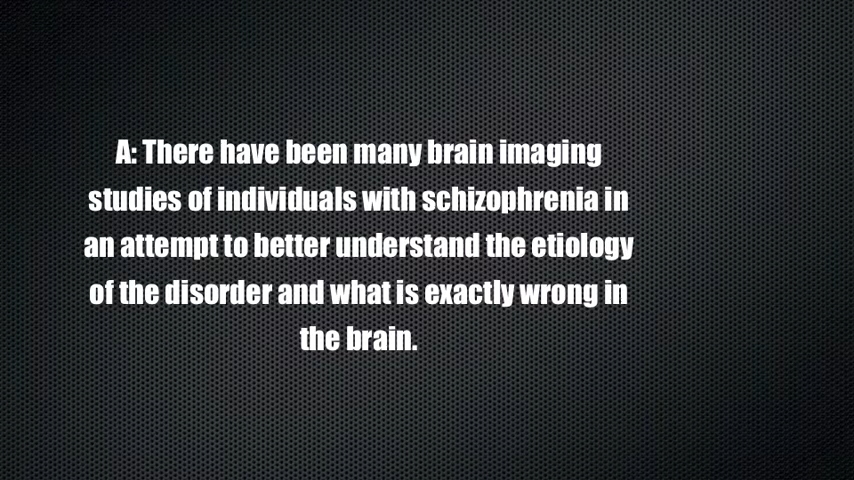 A: There have been many brain imaging
studies of individuals with schizophrenia in
an attempt to better understand the etiology
of the disorder and what is exactly wrong in
the brain.